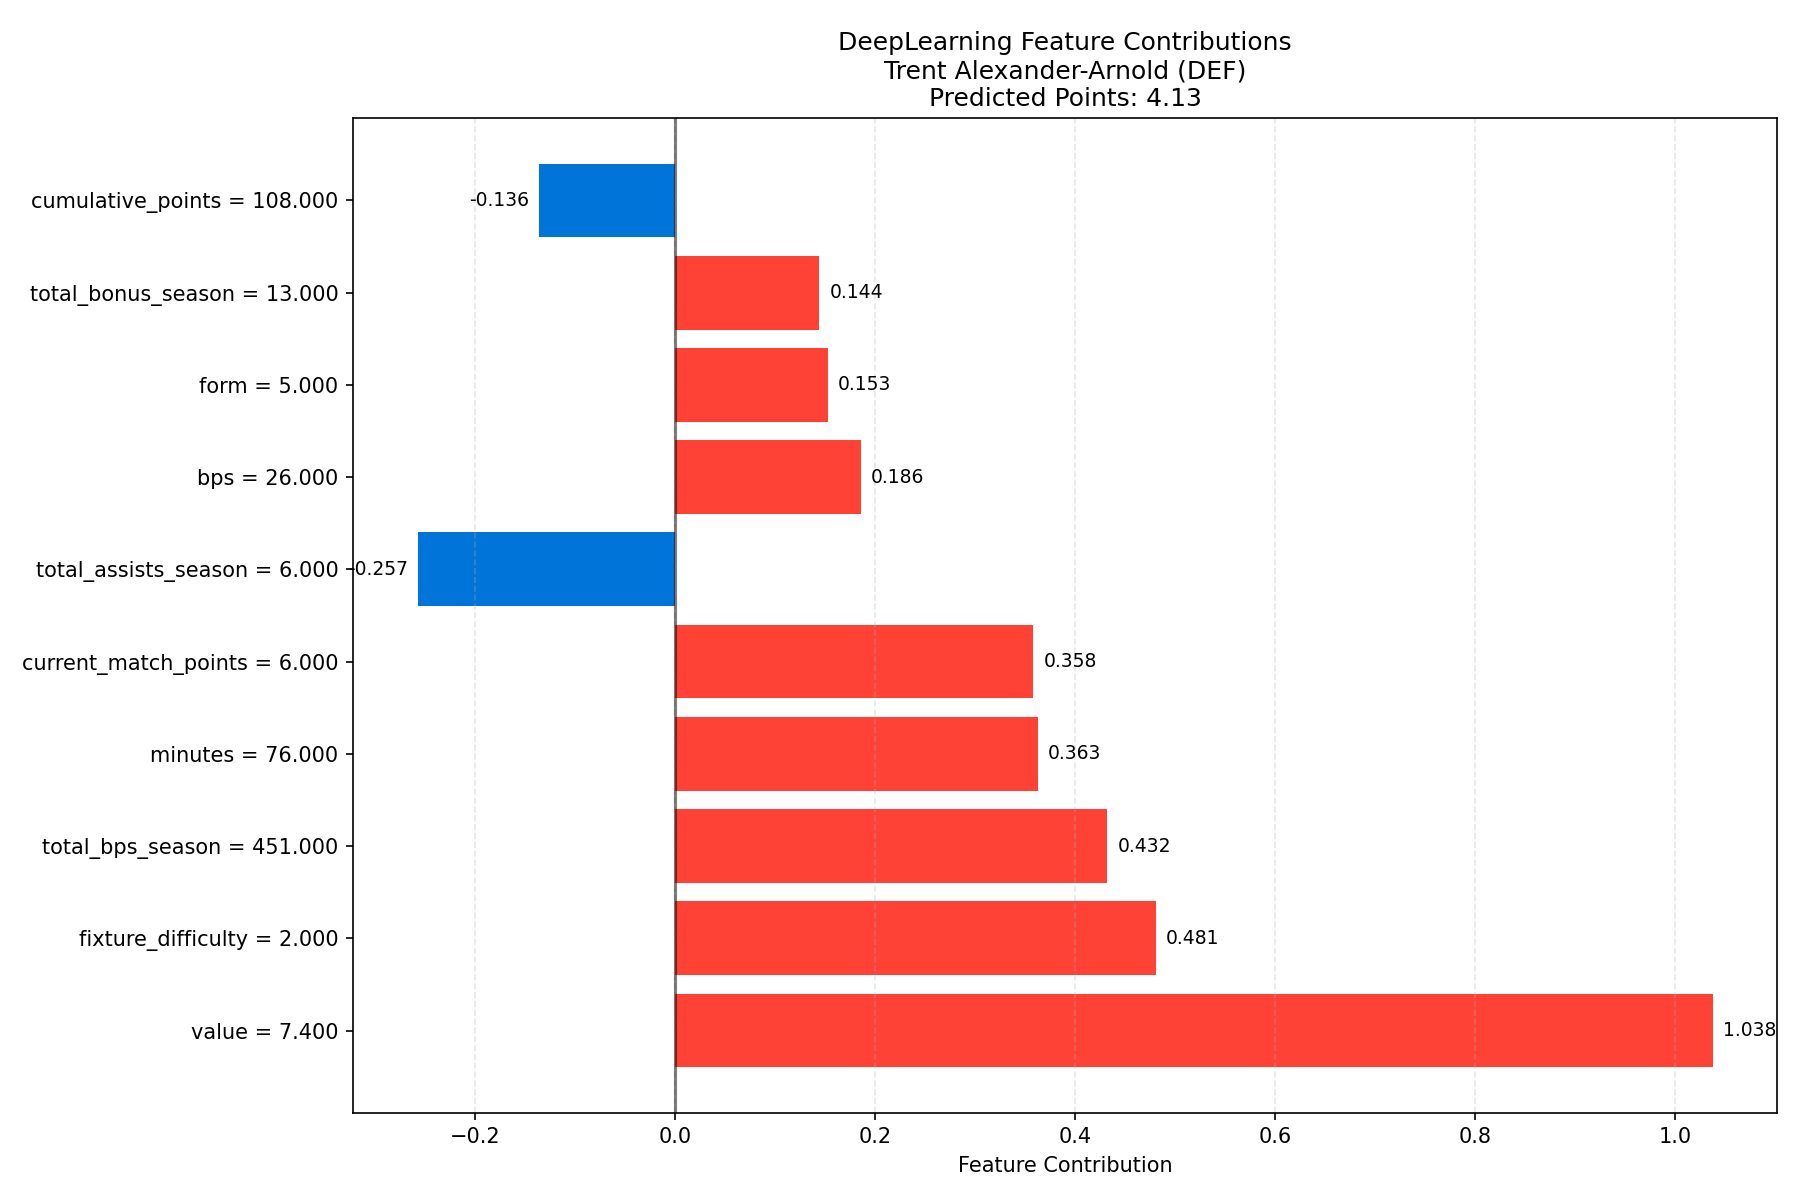 DeepLearning Feature Contributions
Trent Alexander-Arnold (DEF)
Predicted Points: 4.13
cumulative_points = 108.000
-0.136
total_bonus_season = 13.000
0.144
form = 5.000
0.153
bps = 26.000
0.186
total_assists_season = 6.000
-0.257
current_match_points = 6.000
0.358
minutes = 76.000
0.363
total_bps_season = 451.000
0.432
fixture_difficulty = 2.000
0.481
value = 7.400
1.038
−0.2 0.0 0.2 0.4 0.6 0.8 1.0
Feature Contribution